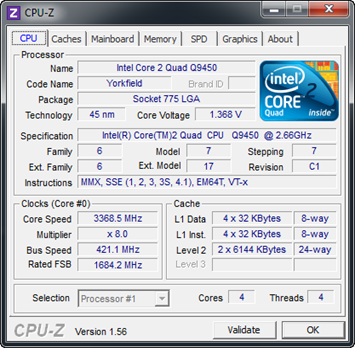 CPU-Z
CPU Caches Mainboard Memory SPD Graphics About
Processor
Name Intel Core 2 Quad Q9450
Code Name Yorkfield Brand ID
Package Socket 775 LGA
Technology 45 nm Core Voltage 1.368 V
intel CORE 2 Quad inside™
Specification Intel(R) Core(TM)2 Quad CPU Q9450 @ 2.66GHz
Family 6 Model 7 Stepping 7
Ext. Family 6 Ext. Model 17 Revision C1
Instructions MMX, SSE (1, 2, 3, 3S, 4.1), EM64T, VT-x
Clocks (Core #0)
Core Speed 3368.5 MHz
Multiplier x 8.0
Bus Speed 421.1 MHz
Rated FSB 1684.2 MHz
Cache
L1 Data 4 x 32 KBytes 8-way
L1 Inst. 4 x 32 KBytes 8-way
Level 2 2 x 6144 KBytes 24-way
Level 3
Selection Processor #1 Cores 4 Threads 4
CPU-Z Version 1.56 Validate OK